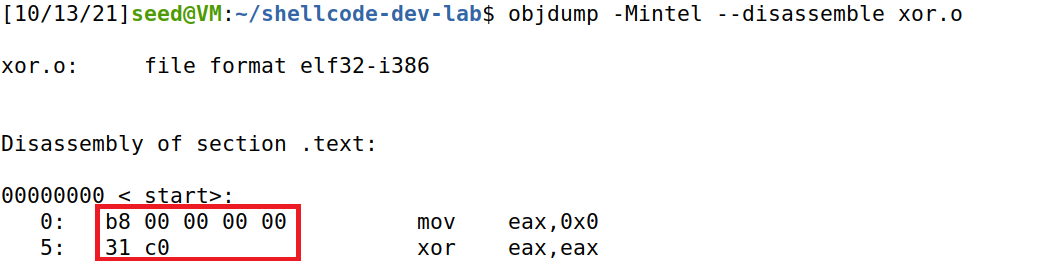 [10/13/21]seed@VM:~/shellcode-dev-lab$ objdump -Mintel --disassemble xor.o
xor.o: file format elf32-i386
Disassembly of section .text:
00000000 < start>:
0: b8 00 00 00 00 mov eax,0x0
5: 31 c0 xor eax,eax